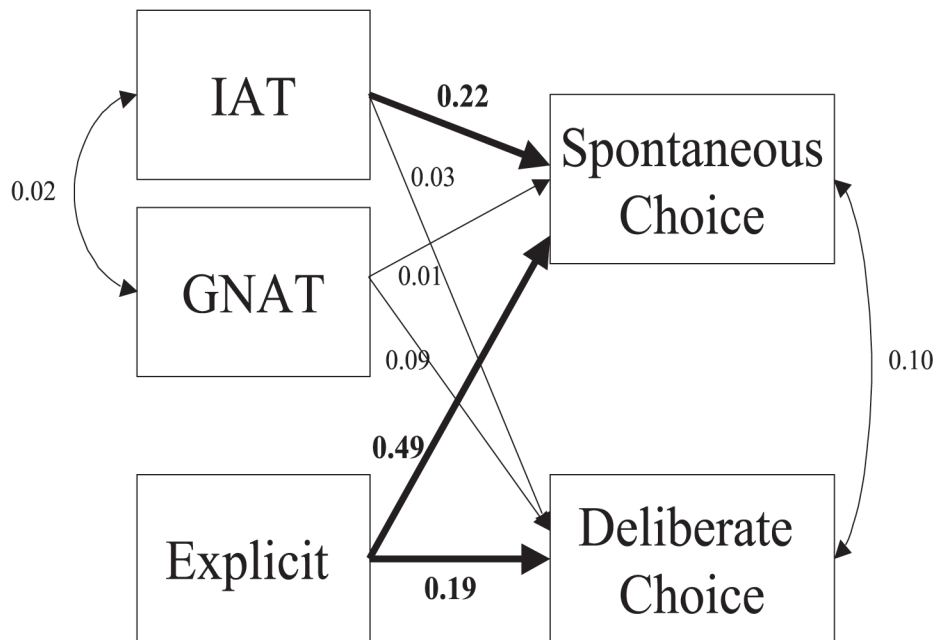 IAT
0.22
Spontaneous
Choice
0.03
0.02
GNAT
0.01
0.09
0.10
0.49
Explicit
Deliberate
Choice
0.19